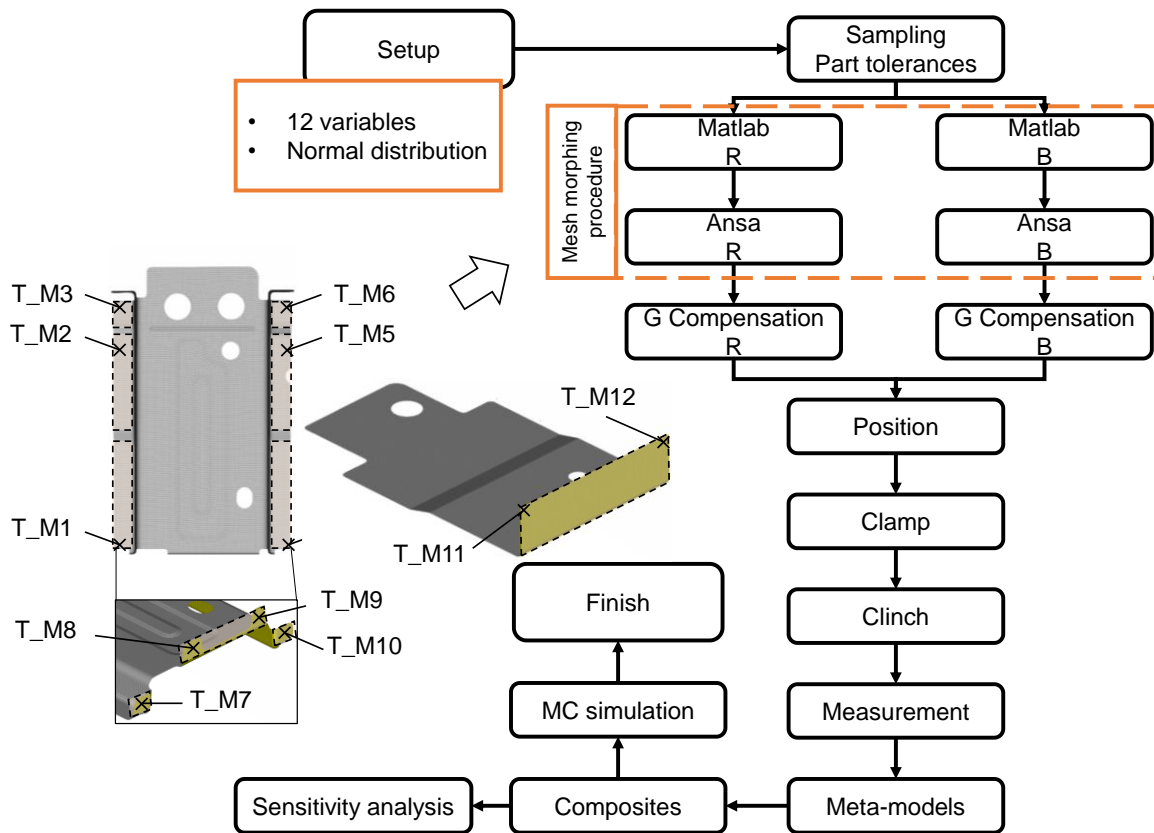 Setup
Sampling
Part tolerances
• 12 variables
• Normal distribution
Mesh morphing
procedure
Matlab
R
Matlab
B
Ansa
R
Ansa
B
G Compensation
R
G Compensation
B
T_M3
T_M6
T_M2
T_M5
T_M12
Position
T_M1
T_M11
Clamp
T_M9
Finish
Clinch
T_M8
T_M10
T_M7
MC simulation
Measurement
Sensitivity analysis
Composites
Meta-models